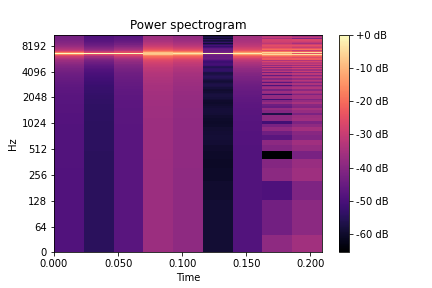 Power spectrogram
8192
4096
2048
1024
512
256
128
64
0
Hz
0.000 0.050 0.100 0.150 0.200
Time
+0 dB
-10 dB
-20 dB
-30 dB
-40 dB
-50 dB
-60 dB